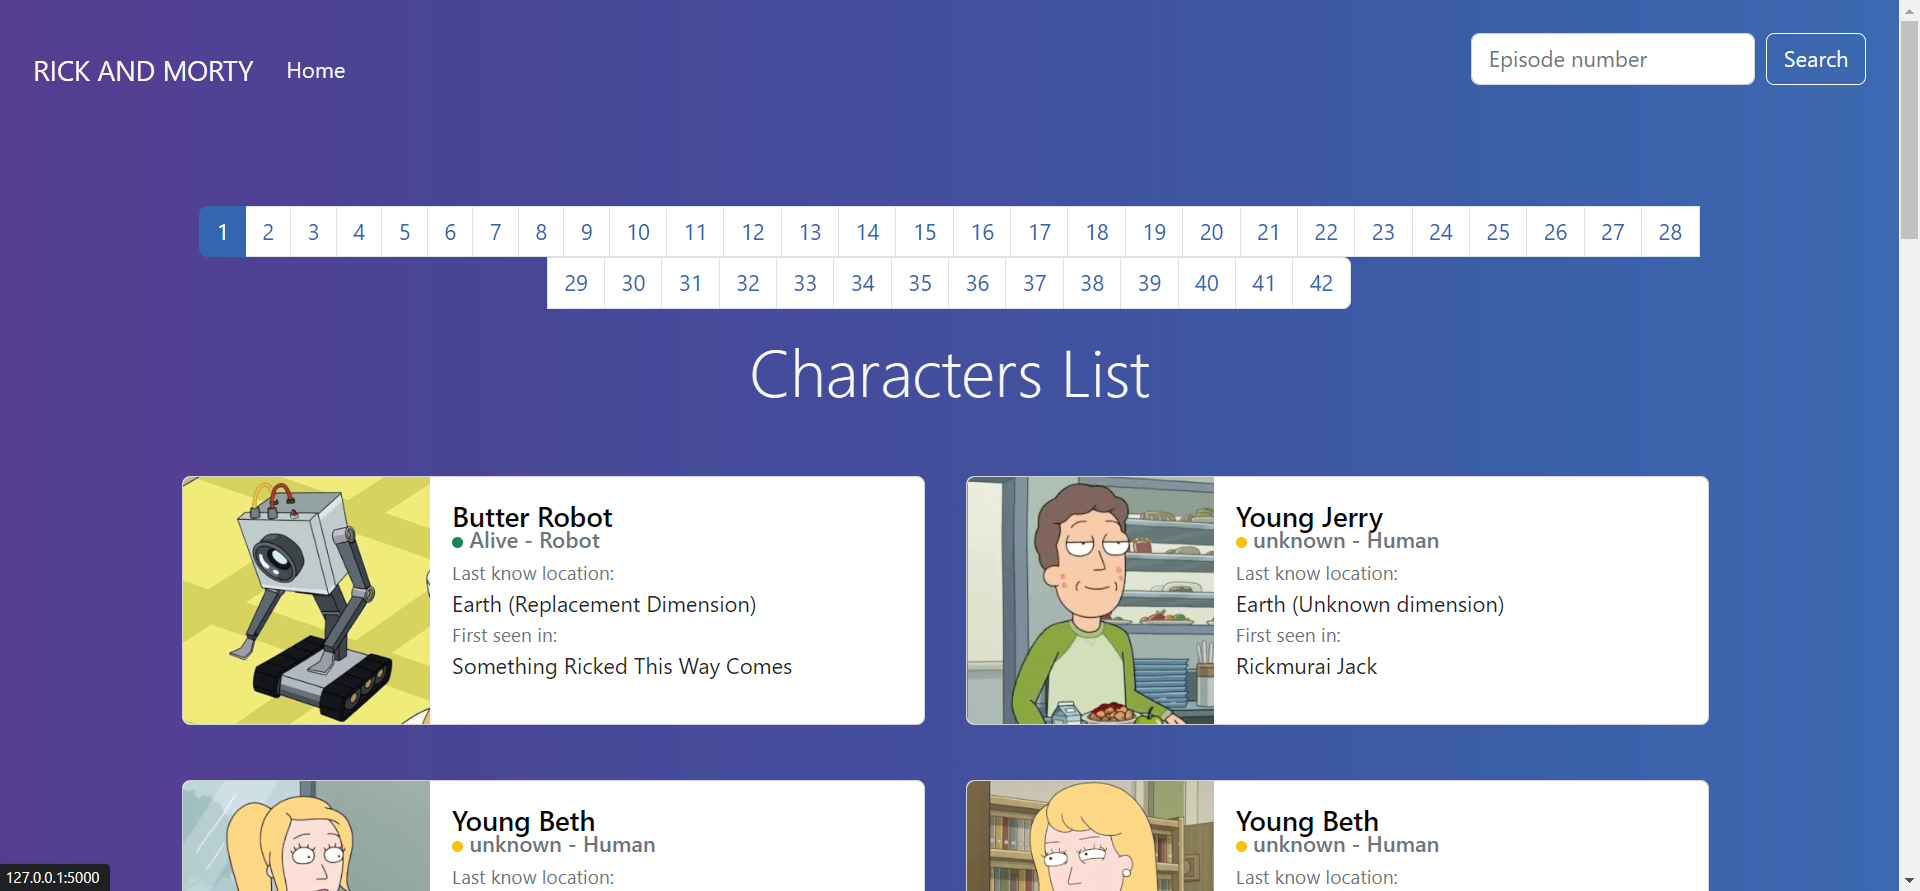 RICK AND MORTY Home Episode number Search
1 2 3 4 5 6 7 8 9 10 11 12 13 14 15 16 17 18 19 20 21 22 23 24 25 26 27 28
29 30 31 32 33 34 35 36 37 38 39 40 41 42
Characters List
Butter Robot
Alive - Robot
Last know location:
Earth (Replacement Dimension)
First seen in:
Something Ricked This Way Comes
Young Jerry
unknown - Human
Last know location:
Earth (Unknown dimension)
First seen in:
Rickmurai Jack
Young Beth
unknown - Human
Last know location:
Young Beth
unknown - Human
Last know location:
127.0.0.1:5000